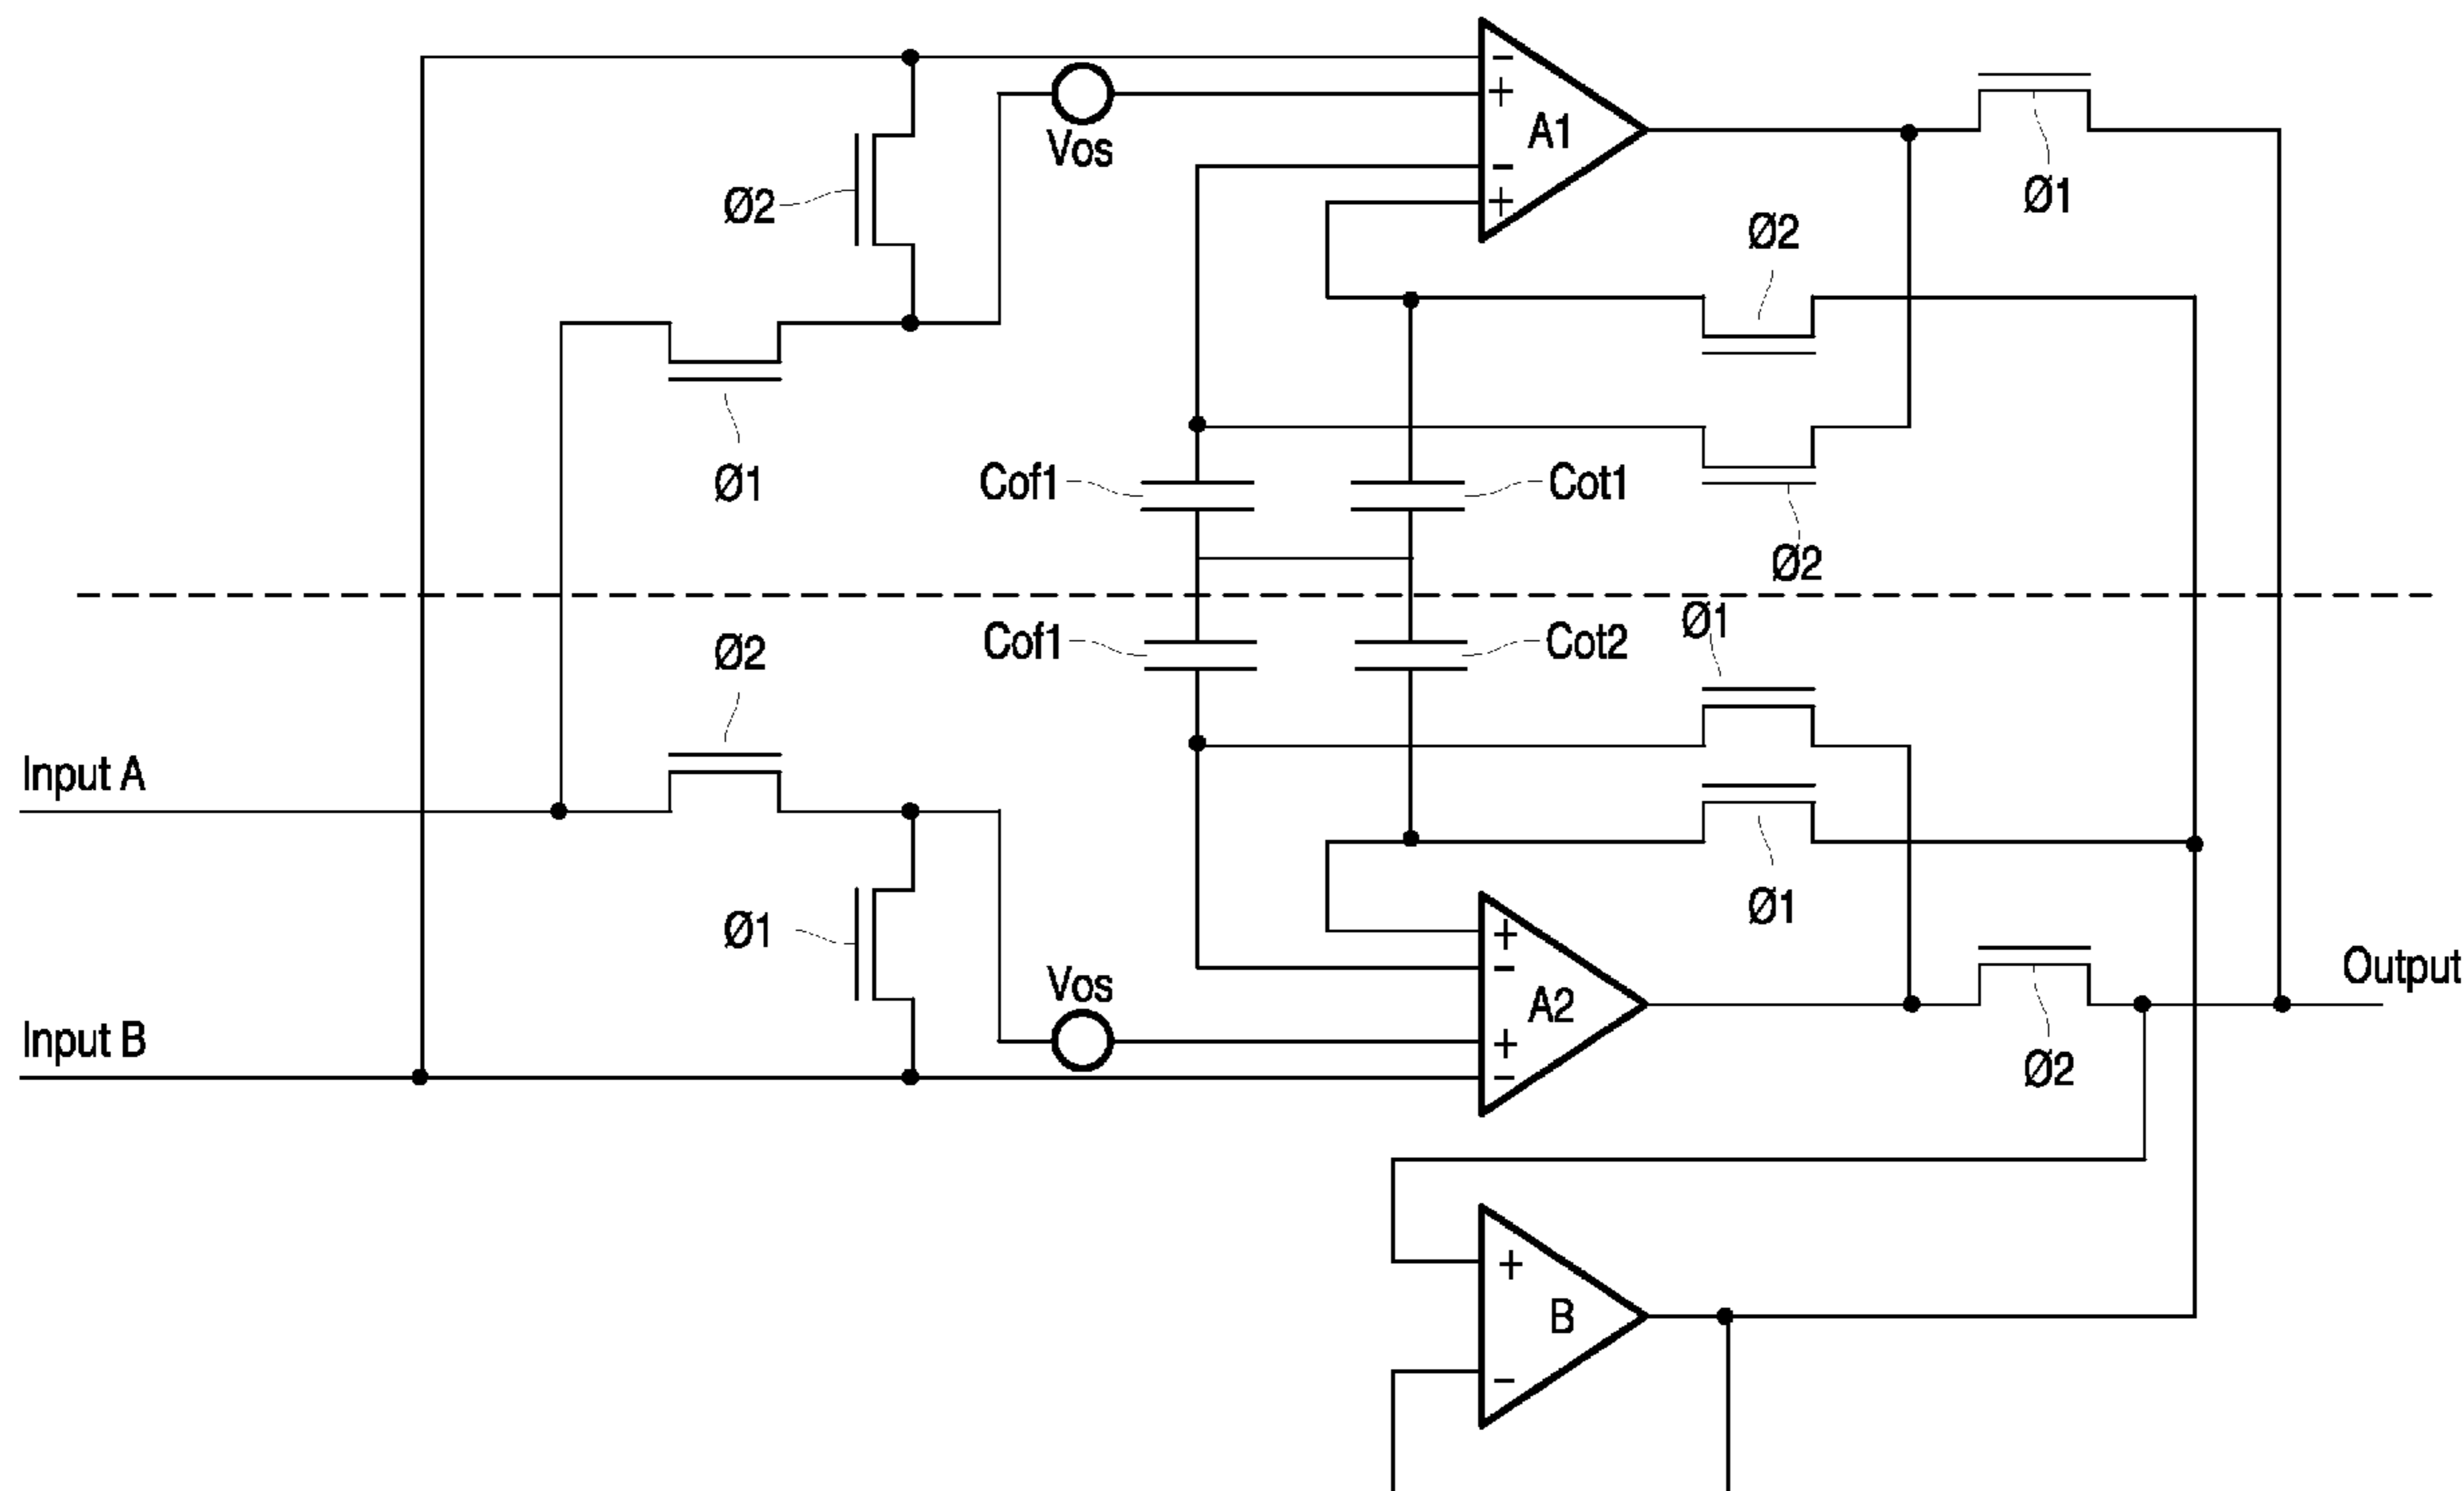 −
+
Vos
A1
−
+
Ø2
Ø1
Ø2
Ø1
Cof1
Cot1
Ø2
Ø1
Cof1
Cot2
Ø2
Input A
Ø1
Ø1
+
−
Output
Vos
A2
Input B
+
−
Ø2
+
B
−